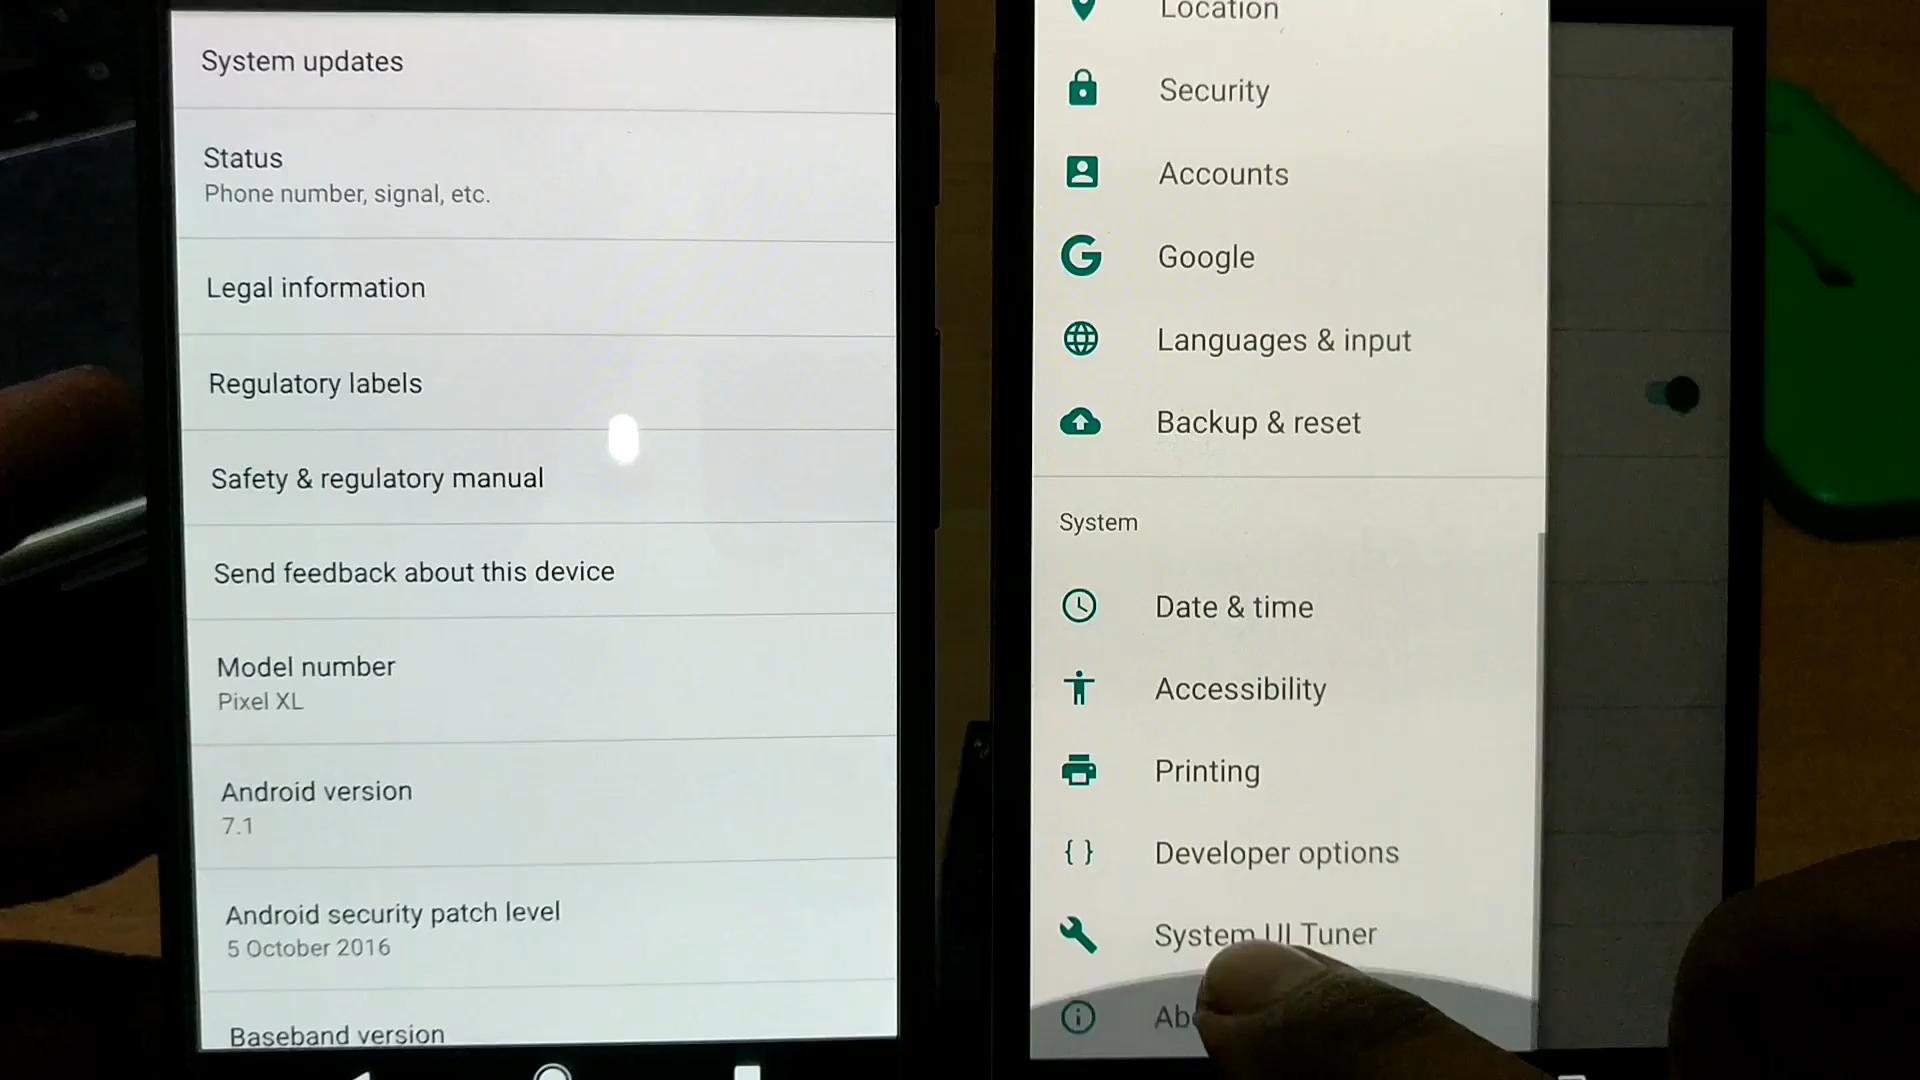 System updates
Status
Phone number, signal, etc.
Legal information
Regulatory labels
Safety & regulatory manual
Send feedback about this device
Model number
Pixel XL
Android version
7.1
Android security patch level
5 October 2016
Baseband version
Location
Security
Accounts
Google
Languages & input
Backup & reset
System
Date & time
Accessibility
Printing
{ } Developer options
System UI Tuner